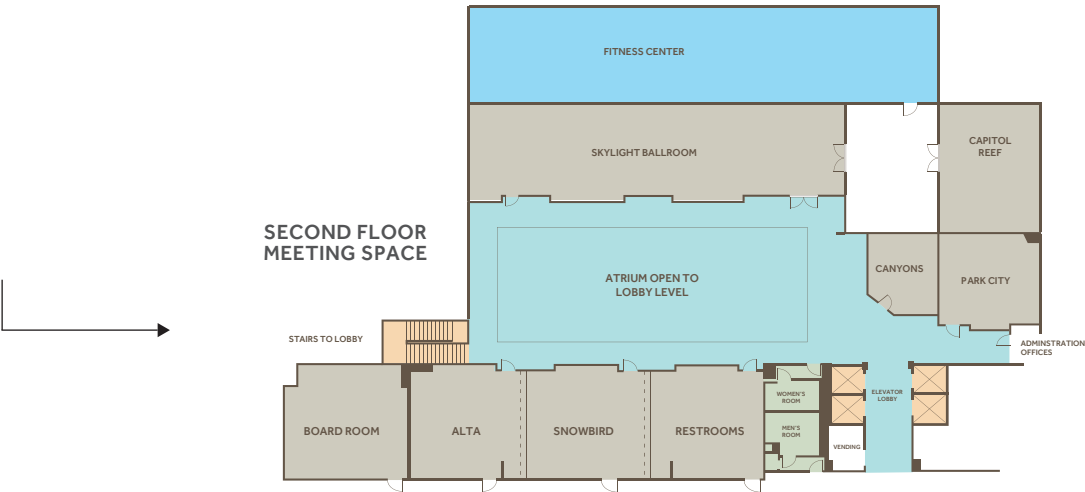 FITNESS CENTER
SKYLIGHT BALLROOM
CAPITOL
REEF
SECOND FLOOR
MEETING SPACE
ATRIUM OPEN TO
LOBBY LEVEL
CANYONS
PARK CITY
STAIRS TO LOBBY
ADMINSTRATION
OFFICES
BOARD ROOM
ALTA
SNOWBIRD
RESTROOMS
WOMEN'S
ROOM
MEN'S
ROOM
ELEVATOR
LOBBY
VENDING